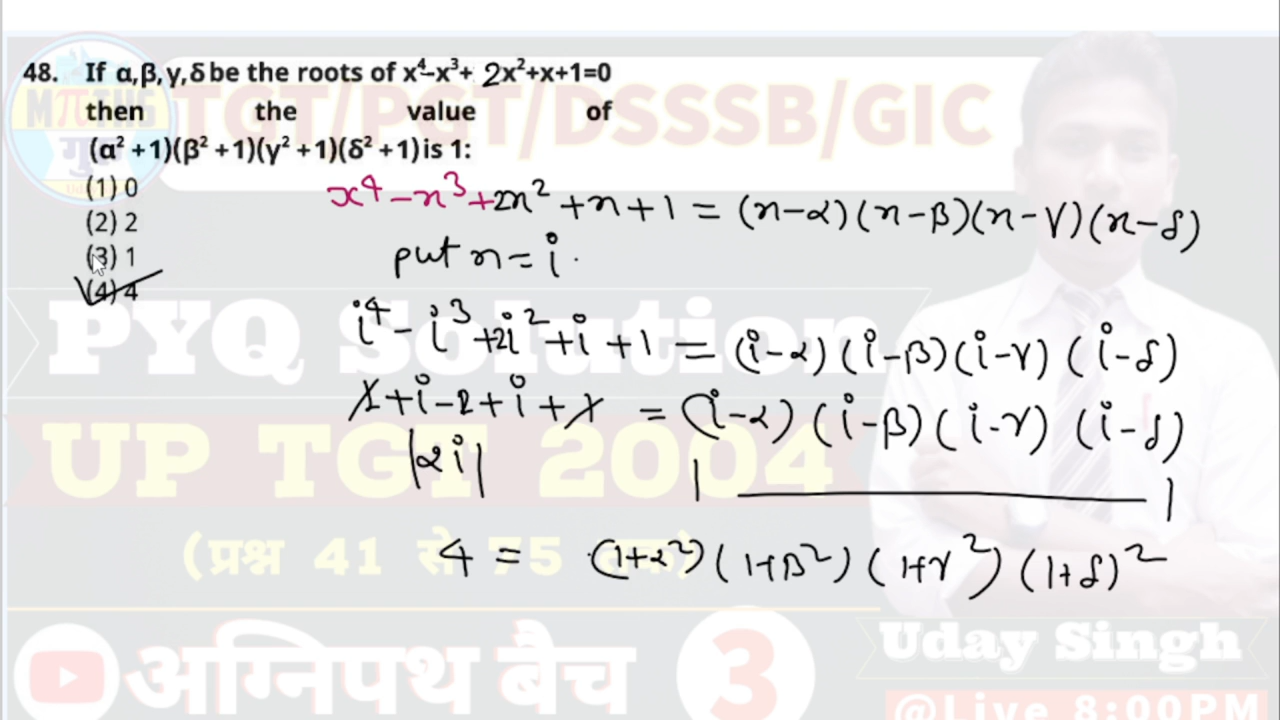 48. If α,β,γ,δ be the roots of x⁴-x³+ 2x²+x+1=0
then the value of
(α² +1)(β² +1)(γ² +1)(δ² +1) is 1:
(1) 0
(2) 2
(3) 1
(4) 4
x⁴ - x³ + 2x² + x + 1 = (x-α)(x-β)(x-γ)(x-δ)
put x = i.
i⁴ - i³ + 2i² + i + 1 = (i-α)(i-β)(i-γ)(i-δ)
1 + i - 2 + i + 1 = (i-α)(i-β)(i-γ)(i-δ)
|2i| | |
4 = (1+α²)(1+β²)(1+γ²)(1+δ)²
MπTHS
गुरु
TGT/PGT/DSSSB/GIC
PYQ Solution
UP TGT 2004
(प्रश्न 41 से 75 तक)
अग्निपथ बैच 3
Uday Singh
@Live 8:00PM